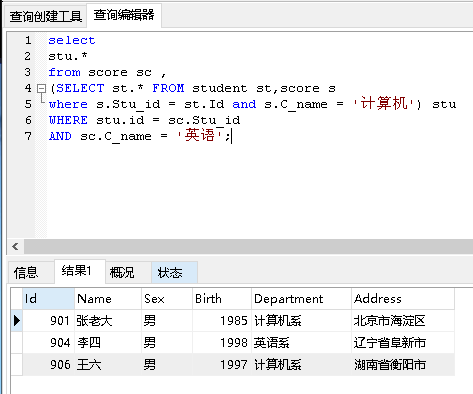 查询创建工具 查询编辑器
1 select
2 stu.*
3 from score sc ,
4 (SELECT st.* FROM student st,score s
5 where s.Stu_id = st.Id and s.C_name = '计算机') stu
6 WHERE stu.id = sc.Stu_id
7 AND sc.C_name = '英语';
信息 结果1 概况 状态
Id Name Sex Birth Department Address
901 张老大 男 1985 计算机系 北京市海淀区
904 李四 男 1998 英语系 辽宁省阜新市
906 王六 男 1997 计算机系 湖南省衡阳市